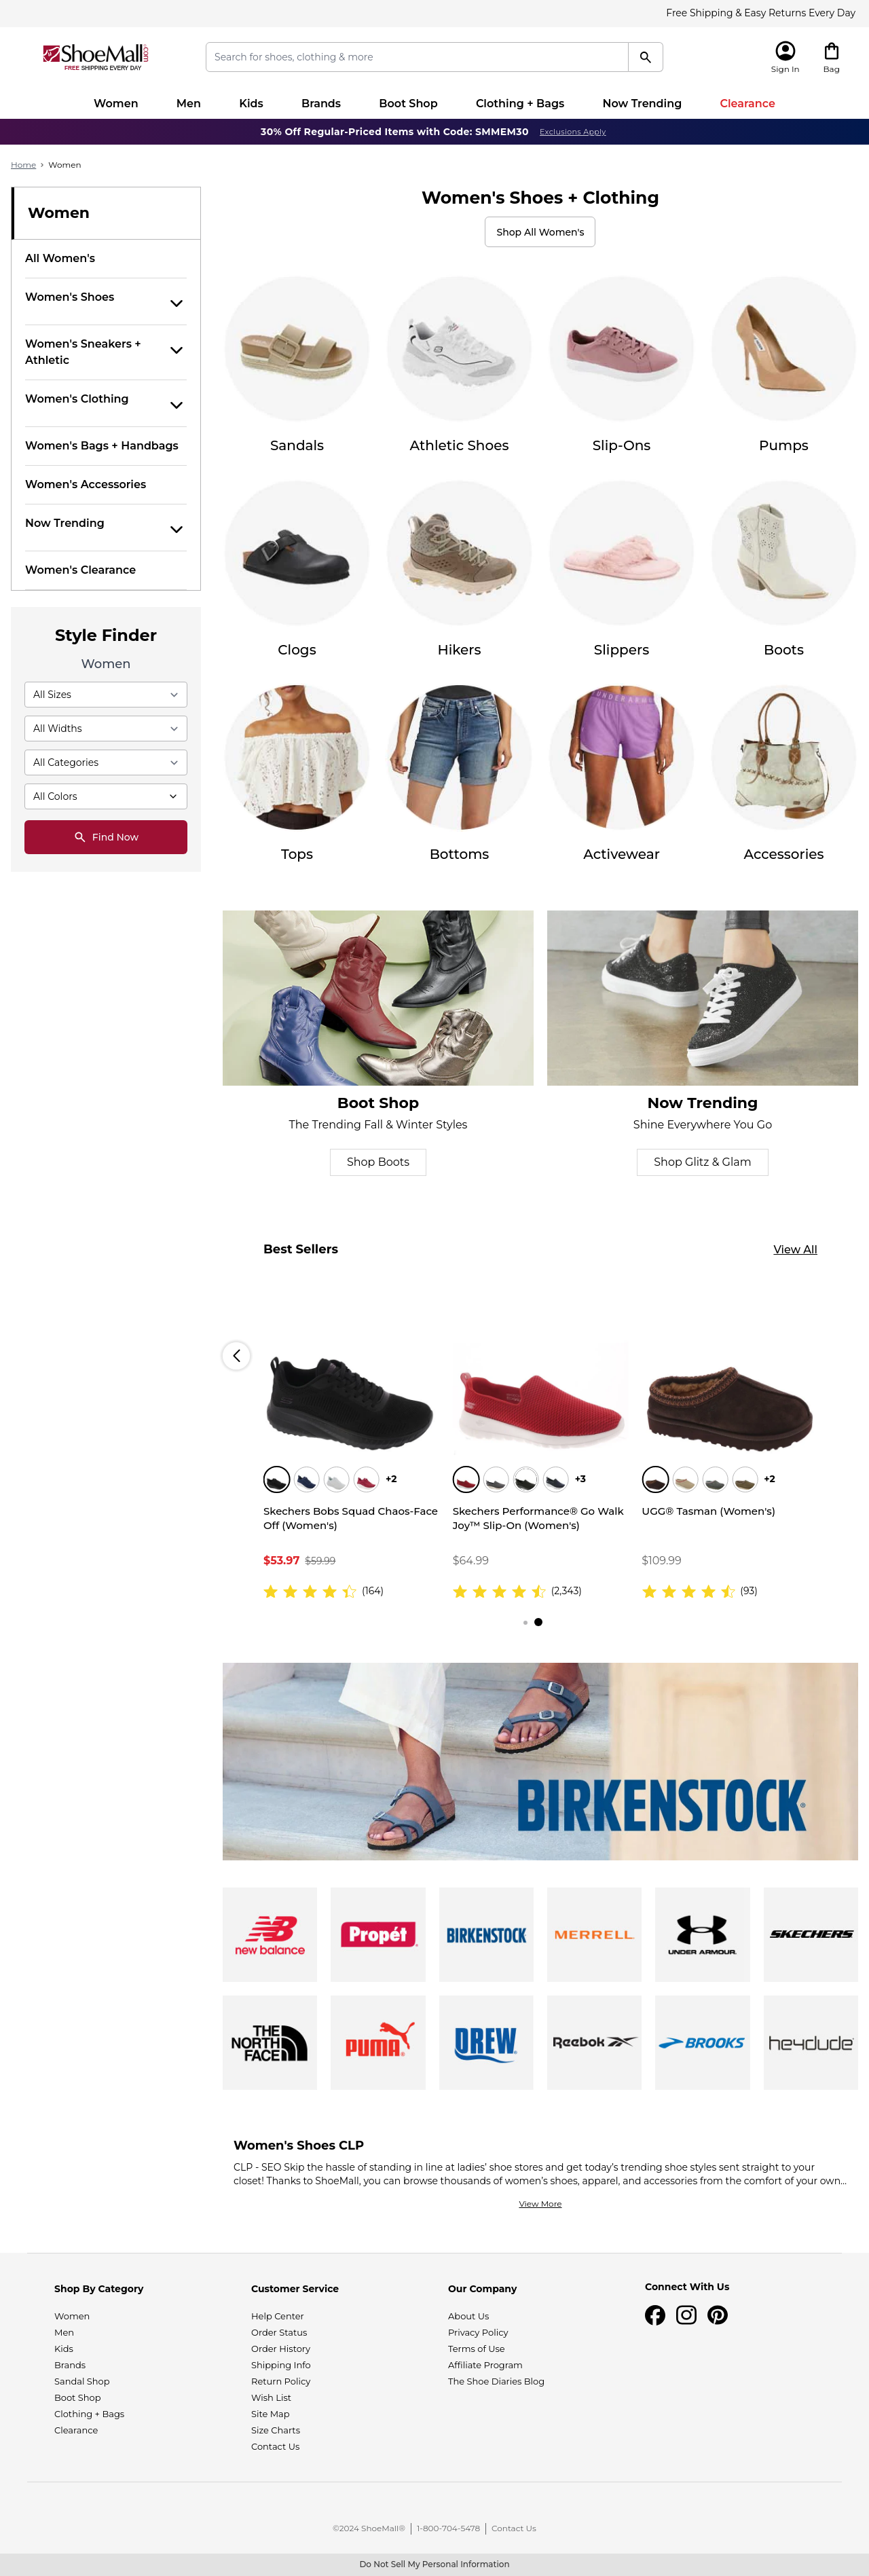 Free Shipping & Easy Returns Every Day
ShoeMall.com
FREE SHIPPING EVERY DAY
Search for shoes, clothing & more
Sign In
Bag
Women
Men
Kids
Brands
Boot Shop
Clothing + Bags
Now Trending
Clearance
30% Off Regular-Priced Items with Code: SMMEM30
Exclusions Apply
Home > Women
Women
All Women's
Women's Shoes
Women's Sneakers +
Athletic
Women's Clothing
Women's Bags + Handbags
Women's Accessories
Now Trending
Women's Clearance
Style Finder
Women
All Sizes
All Widths
All Categories
All Colors
Find Now
Women's Shoes + Clothing
Shop All Women's
Sandals
Athletic Shoes
Slip-Ons
Pumps
Clogs
Hikers
Slippers
Boots
UNDER ARMOUR
Tops
Bottoms
Activewear
Accessories
Boot Shop
The Trending Fall & Winter Styles
Shop Boots
Now Trending
Shine Everywhere You Go
Shop Glitz & Glam
Best Sellers
View All
+2
Skechers Bobs Squad Chaos-Face
Off (Women's)
$53.97 $59.99
(164)
+3
Skechers Performance® Go Walk
Joy™ Slip-On (Women's)
$64.99
(2,343)
+2
UGG® Tasman (Women's)
$109.99
(93)
BIRKENSTOCK®
NB
new balance
Propét
BIRKENSTOCK
MERRELL
UNDER ARMOUR
SKECHERS
THE
NORTH
FACE
PUMA
DREW
Reebok
BROOKS
heydude
Women's Shoes CLP
CLP - SEO Skip the hassle of standing in line at ladies’ shoe stores and get today’s trending shoe styles sent straight to your
closet! Thanks to ShoeMall, you can browse thousands of women’s shoes, apparel, and accessories from the comfort of your own...
View More
Shop By Category
Women
Men
Kids
Brands
Sandal Shop
Boot Shop
Clothing + Bags
Clearance
Customer Service
Help Center
Order Status
Order History
Shipping Info
Return Policy
Wish List
Site Map
Size Charts
Contact Us
Our Company
About Us
Privacy Policy
Terms of Use
Affiliate Program
The Shoe Diaries Blog
Connect With Us
©2024 ShoeMall® | 1-800-704-5478 | Contact Us
Do Not Sell My Personal Information